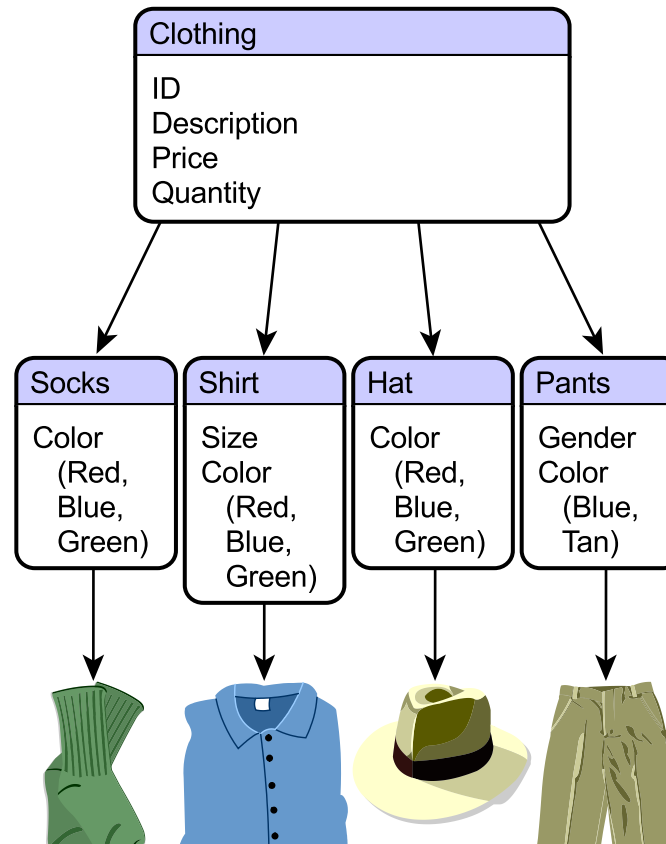 Clothing
ID
Description
Price
Quantity
Socks
Color
(Red,
Blue,
Green)
Shirt
Size
Color
(Red,
Blue,
Green)
Hat
Color
(Red,
Blue,
Green)
Pants
Gender
Color
(Blue,
Tan)